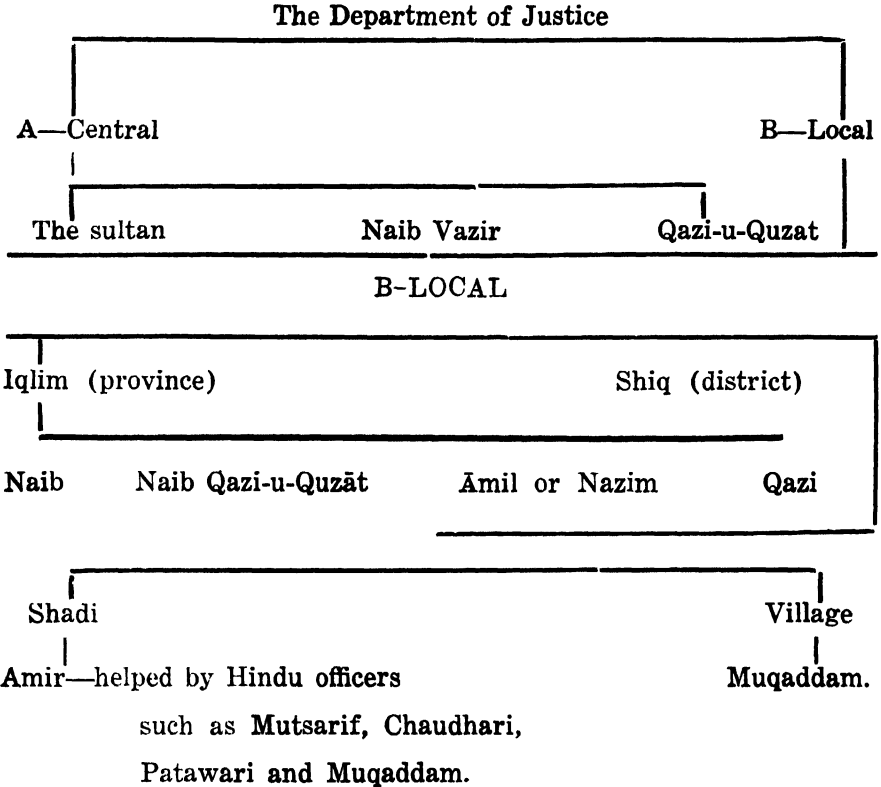 The Department of Justice
A—Central B—Local
The sultan Naib Vazir Qazi-u-Quzat
B-LOCAL
Iqlim (province) Shiq (district)
Naib Naib Qazi-u-Quzāt Āmil or Nazim Qazi
Shadi Village
Amir—helped by Hindu officers Muqaddam.
such as Mutsarif, Chaudhari,
Patawari and Muqaddam.